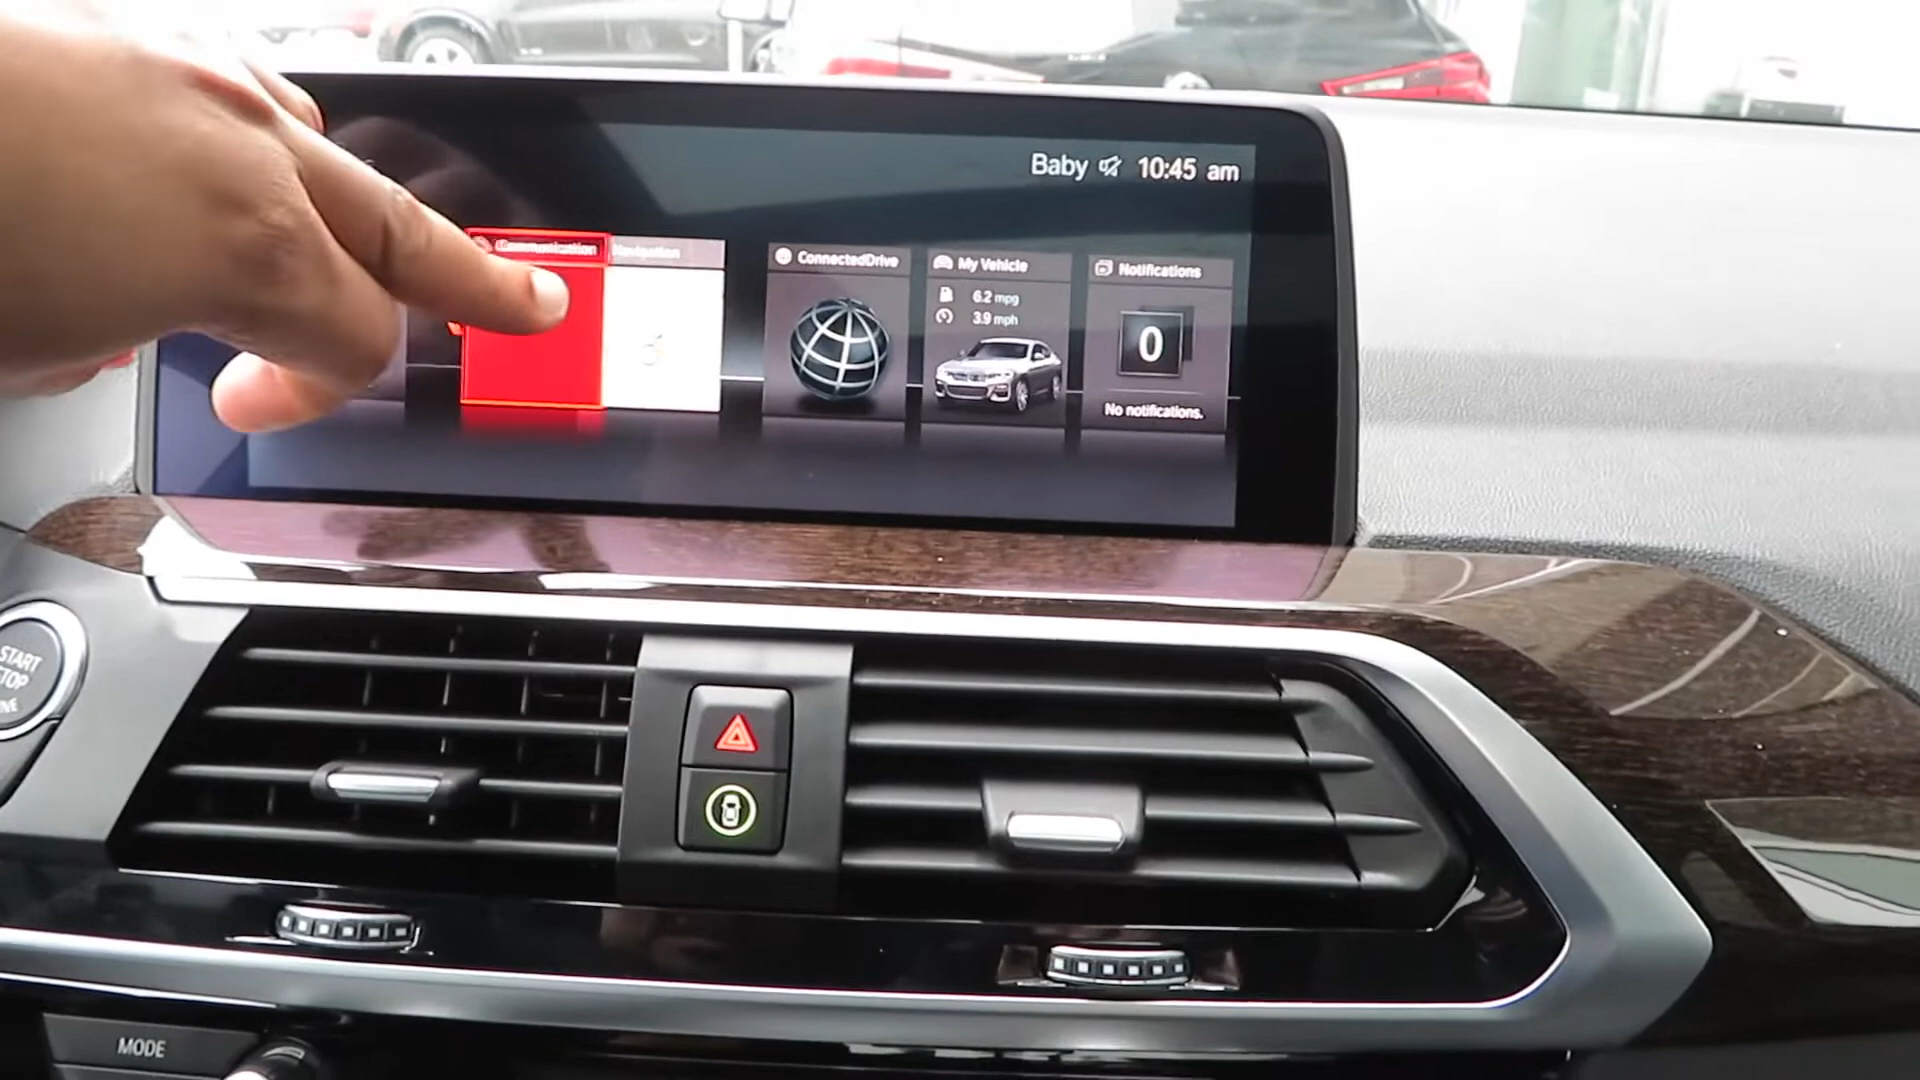 Baby 10:45 am
Communication
Navigation
ConnectedDrive
My Vehicle
6.2 mpg
3.9 mph
Notifications
0
No notifications.
START
STOP
MODE